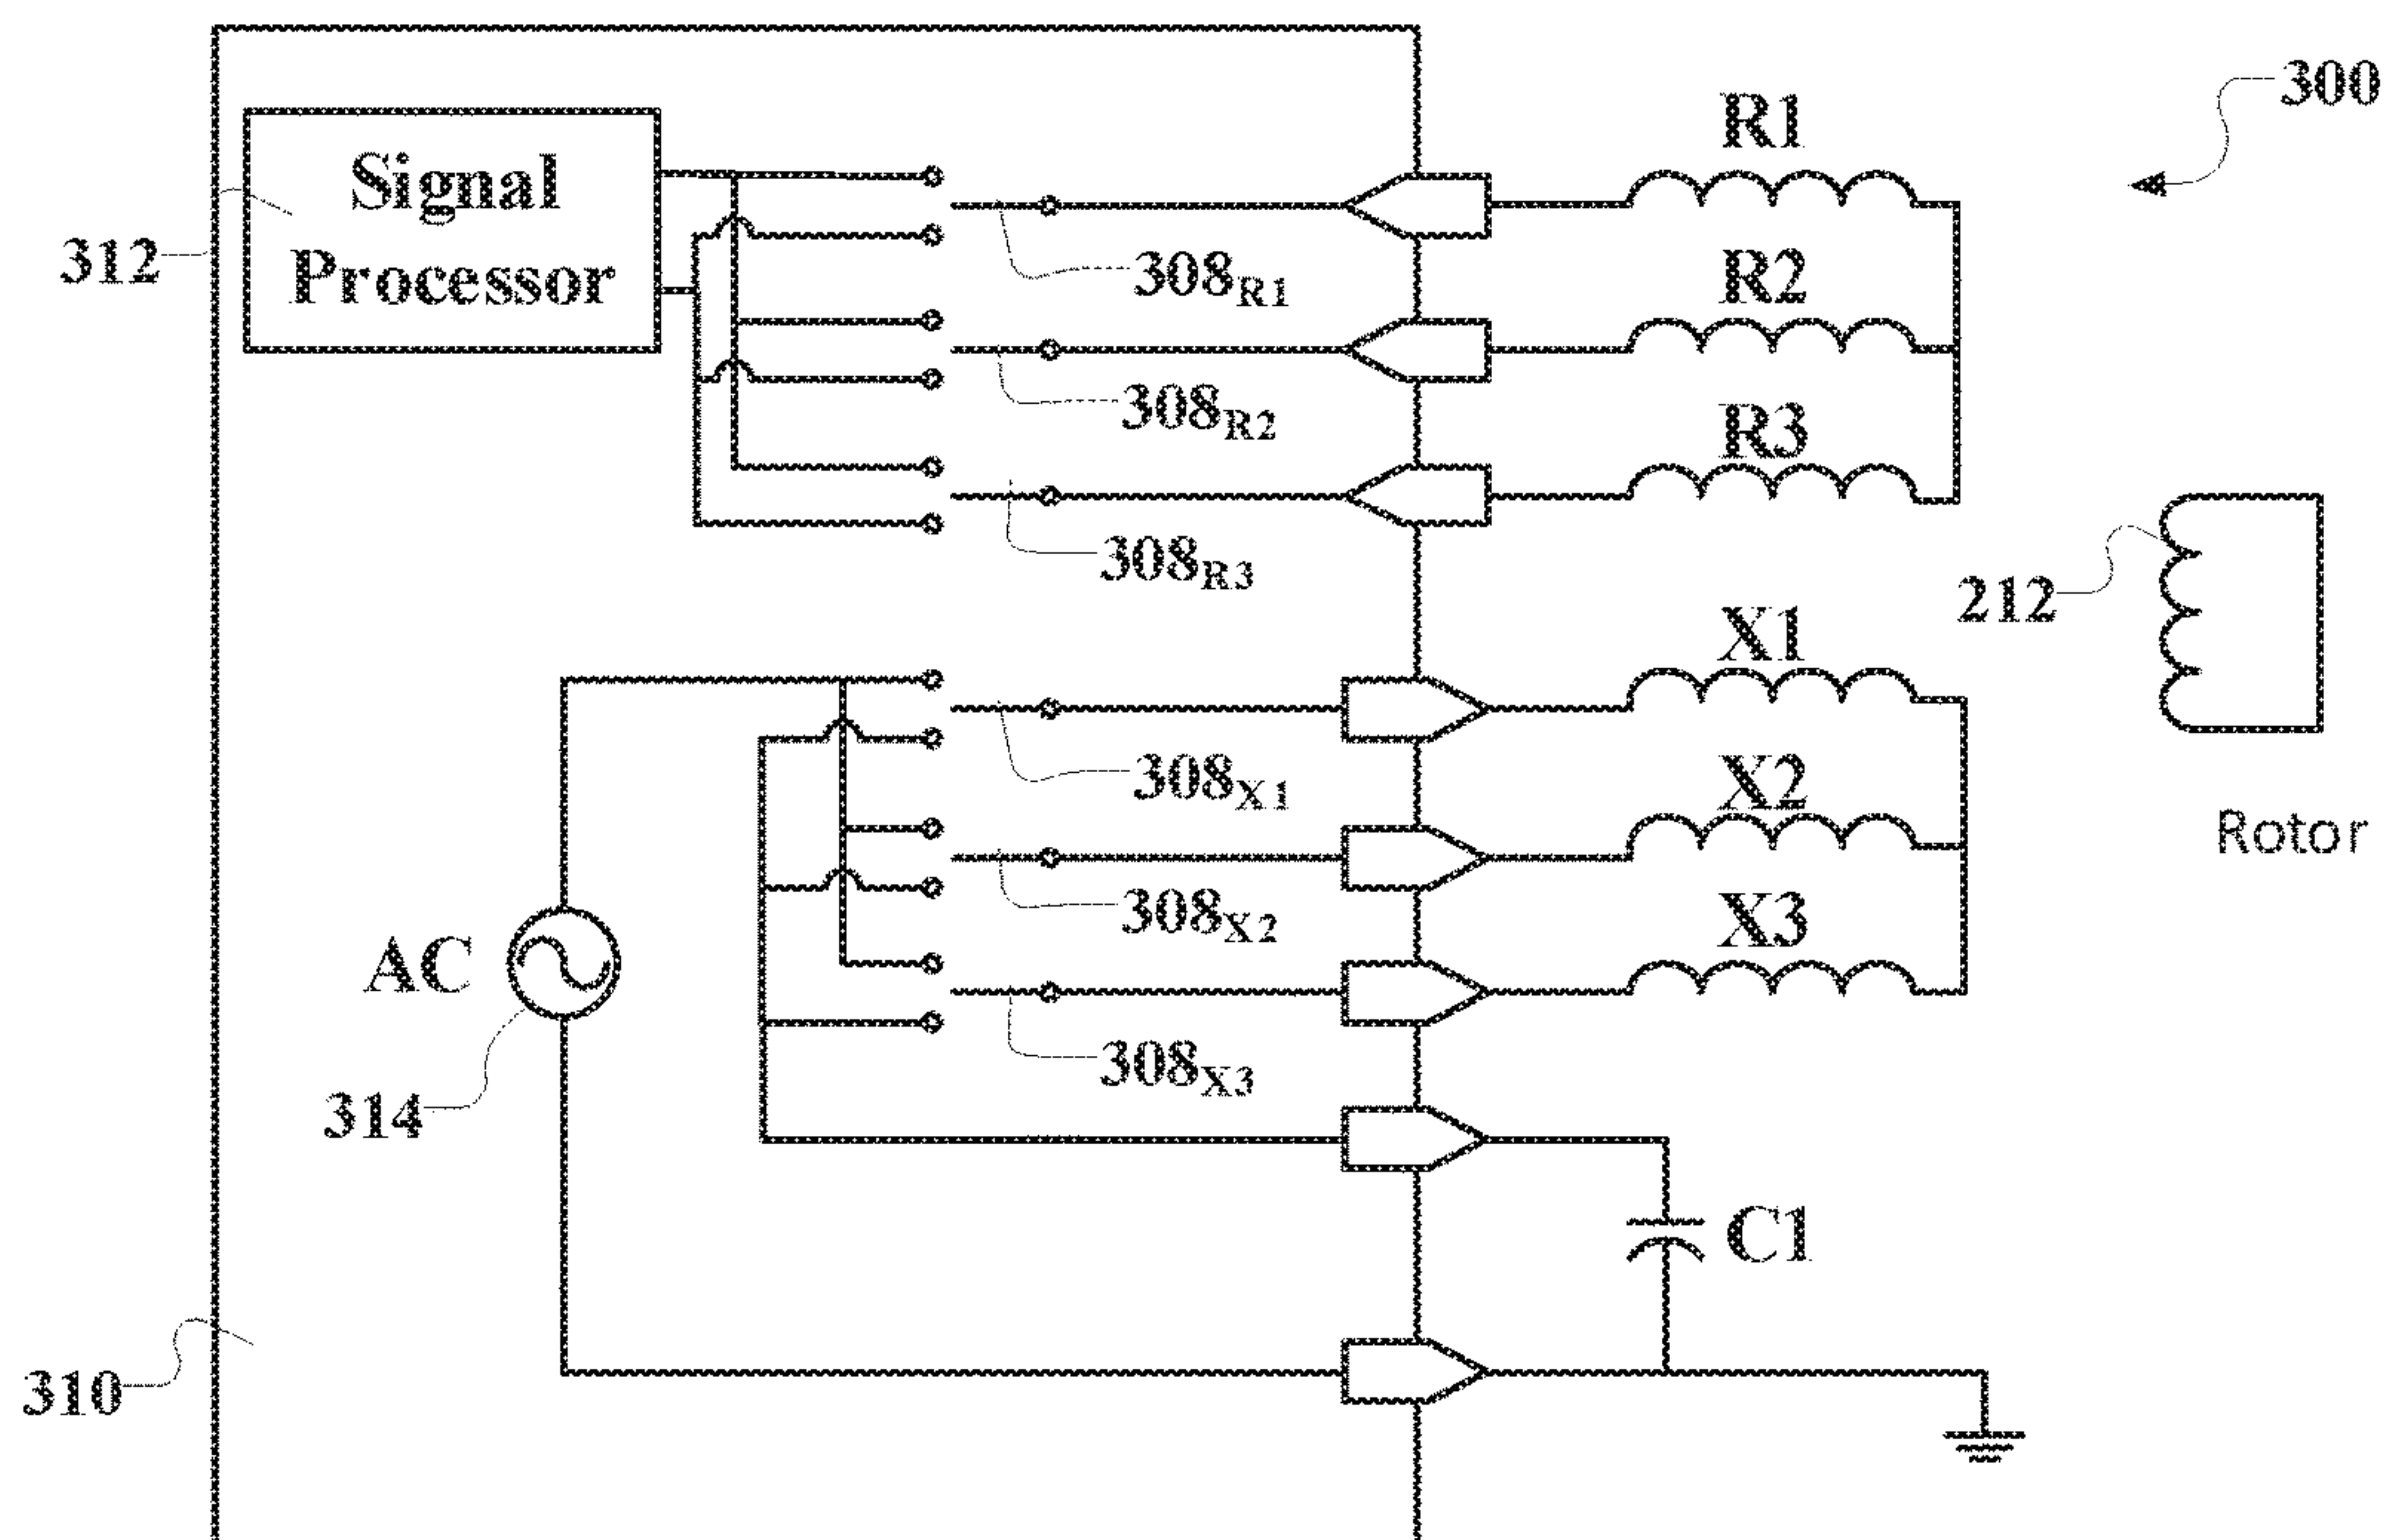 300
R1
Signal
Processor
312
308R1
R2
308R2
R3
308R3
212
X1
308X1
X2
Rotor
308X2
X3
AC
308X3
314
C1
310